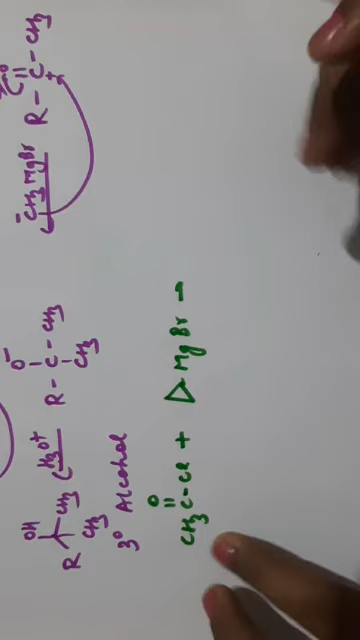 CH3MgBr R-C-CH3
O
R-C-CH3
CH3
H3O+
OH
R CH3
CH3
3° Alcohol
O
CH3-C-Cl + ▷MgBr →